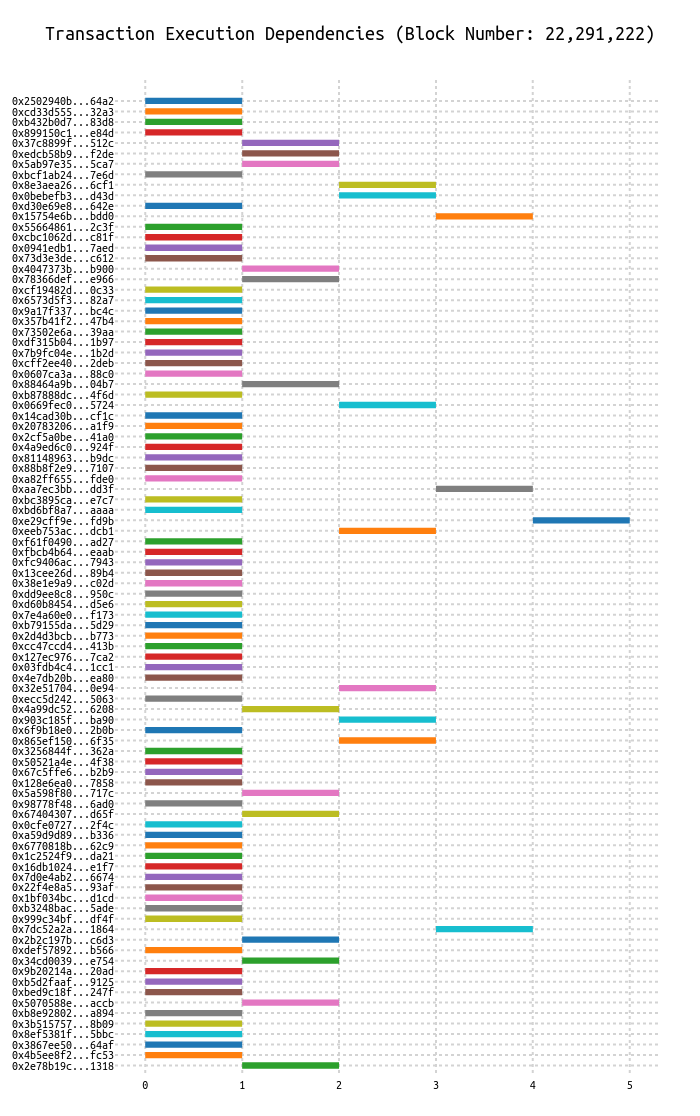 Transaction Execution Dependencies (Block Number: 22,291,222)
0x2502940b...64a2
0xcd33d555...32a3
0xb432b0d7...83d8
0x899150c1...e84d
0x37c8899f...512c
0xedcb58b9...f2de
0x5ab97e35...5ca7
0xbcf1ab24...7e6d
0x8e3aea26...6cf1
0x0bebefb3...d43d
0xd30e69e8...642e
0x15754e6b...bdd0
0x55664861...2c3f
0xcbc1062d...c81f
0x0941edb1...7aed
0x73d3e3de...c612
0x4047373b...b900
0x78366def...e966
0xcf19482d...0c33
0x6573d5f3...82a7
0x9a17f337...bc4c
0x357b41f2...47b4
0x73502e6a...39aa
0xdf315b04...1b97
0x7b9fc04e...1b2d
0xcff2ee40...2deb
0x0607ca3a...88c0
0x88464a9b...04b7
0xb87888dc...4f6d
0x0669fec0...5724
0x14cad30b...cf1c
0x20783206...a1f9
0x2cf5a0be...41a0
0x4a9ed6c0...924f
0x81148963...b9dc
0x88b8f2e9...7107
0xa82ff655...fde0
0xaa7ec3bb...dd3f
0xbc3895ca...e7c7
0xbd6bf8a7...aaaa
0xe29cff9e...fd9b
0xeeb753ac...dcb1
0xf61f0490...ad27
0xfbcb4b64...eaab
0xfc9406ac...7943
0x13cee26d...89b4
0x38e1e9a9...c02d
0xdd9ee8c8...950c
0xd60b8454...d5e6
0x7e4a60e0...f173
0xb79155da...5d29
0x2d4d3bcb...b773
0xcc47ccd4...413b
0x127ec976...7ca2
0x03fdb4c4...1cc1
0x4e7db20b...ea80
0x32e51704...0e94
0xecc5d242...5063
0x4a99dc52...6208
0x903c185f...ba90
0x6f9b18e0...2b0b
0x865ef150...6f35
0x3256844f...362a
0x50521a4e...4f38
0x67c5ffe6...b2b9
0x128e6ea0...7858
0x5a598f80...717c
0x98778f48...6ad0
0x67404307...d65f
0x0cfe0727...2f4c
0xa59d9d89...b336
0x6770818b...62c9
0x1c2524f9...da21
0x16db1024...e1f7
0x7d0e4ab2...6674
0x22f4e8a5...93af
0x1bf034bc...d1cd
0xb3248bac...5ade
0x999c34bf...df4f
0x7dc52a2a...1864
0x2b2c197b...c6d3
0xdef57892...b566
0x34cd0039...e754
0x9b20214a...20ad
0xb5d2faaf...9125
0xbed9c18f...247f
0x5070588e...accb
0xb8e92802...a894
0x3b515757...8b09
0x8ef5381f...5bbc
0x3867ee50...64af
0x4b5ee8f2...fc53
0x2e78b19c...1318
0 1 2 3 4 5